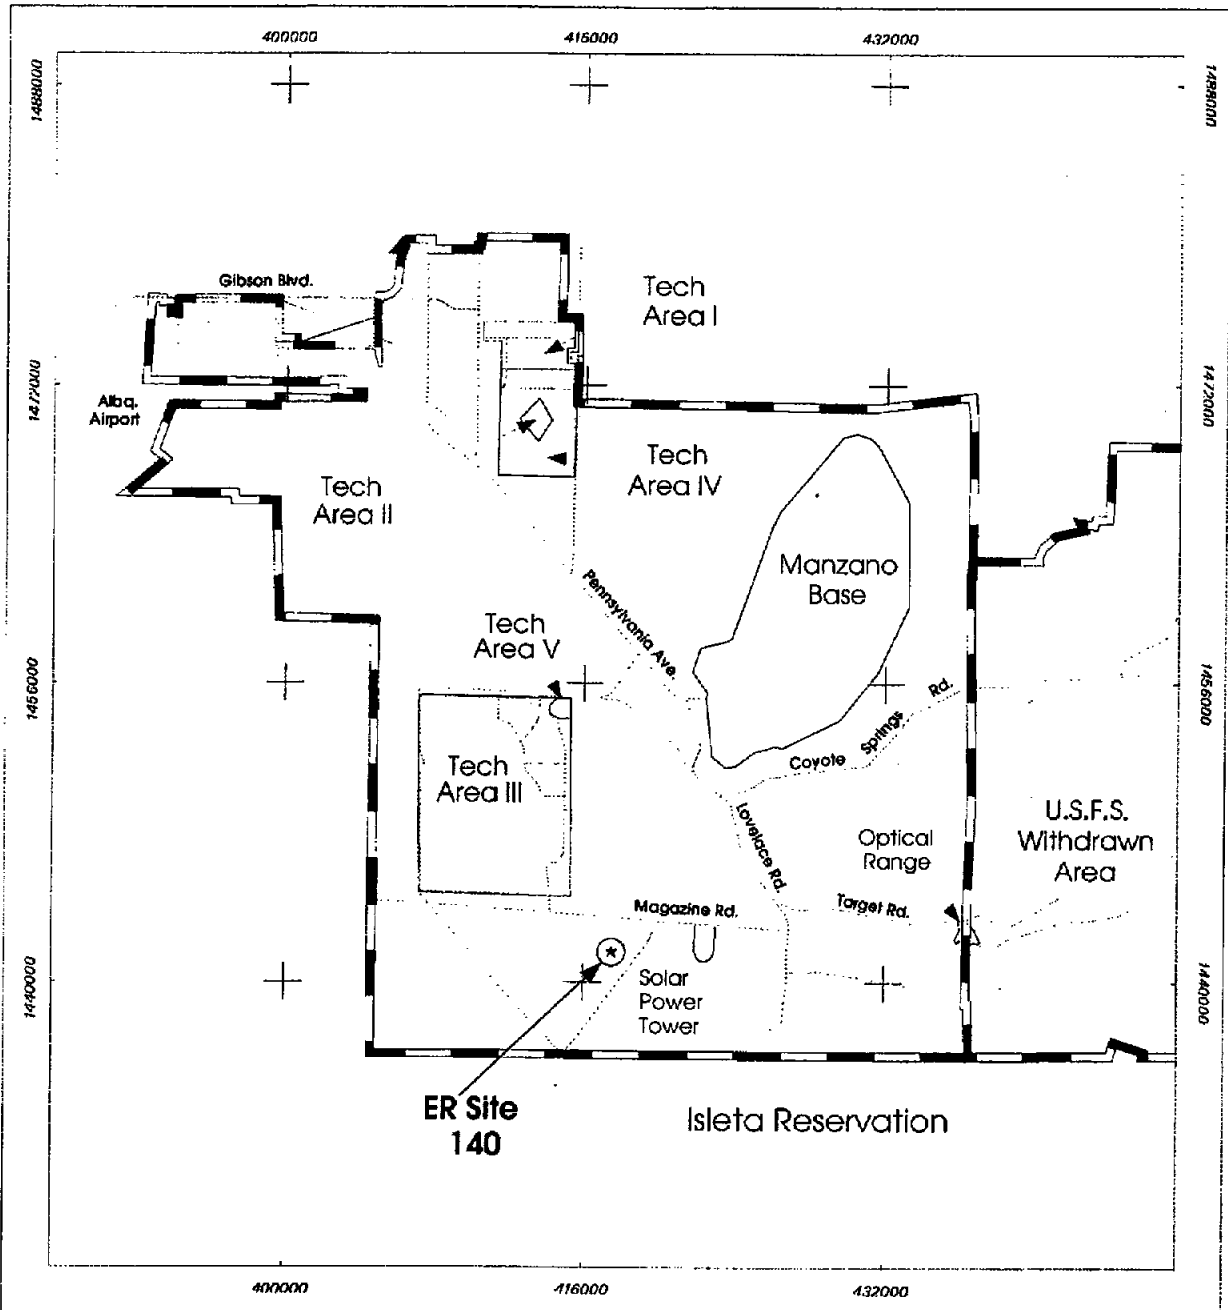 400000
416000
432000
1488000
1488000
Gibson Blvd.
Tech
Area I
1472000
1472000
Albq.
Airport
Tech
Area IV
Tech
Area II
Manzano
Base
Pennsylvania Ave.
Tech
Area V
1456000
1456000
Coyote Springs Rd.
Tech
Area III
Lovelace Rd.
Optical
Range
U.S.F.S.
Withdrawn
Area
Magazine Rd.
Target Rd.
1440000
1440000
Solar
Power
Tower
ER Site
140
Isleta Reservation
400000
416000
432000